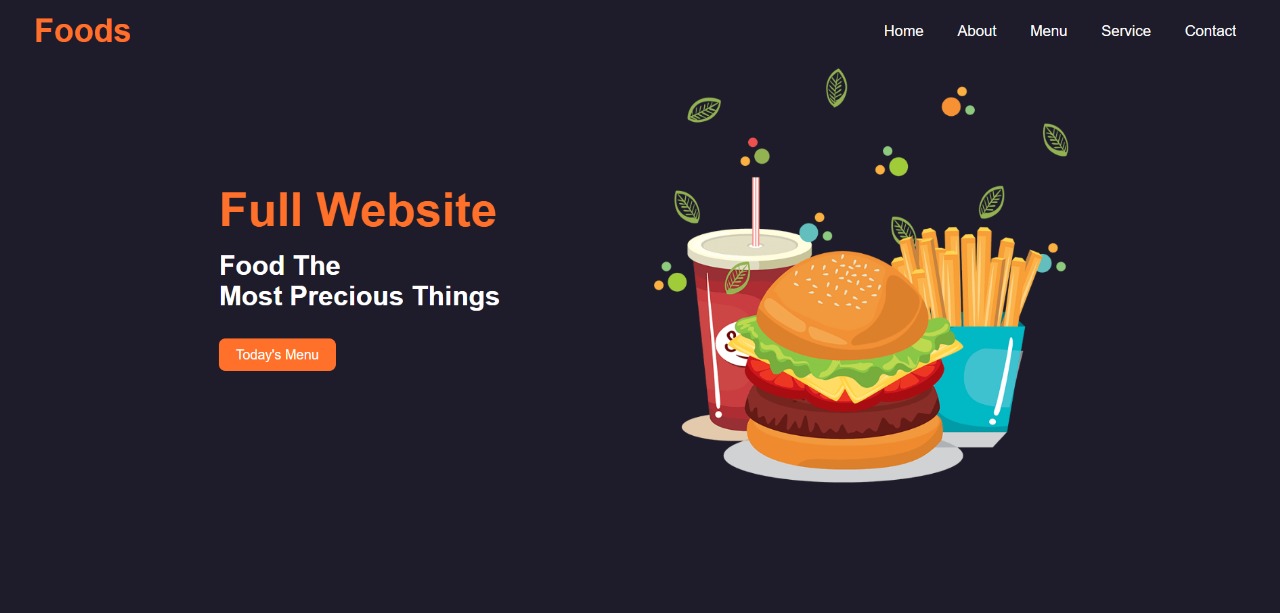 Foods
Home About Menu Service Contact
Full Website
Food The
Most Precious Things
Today's Menu